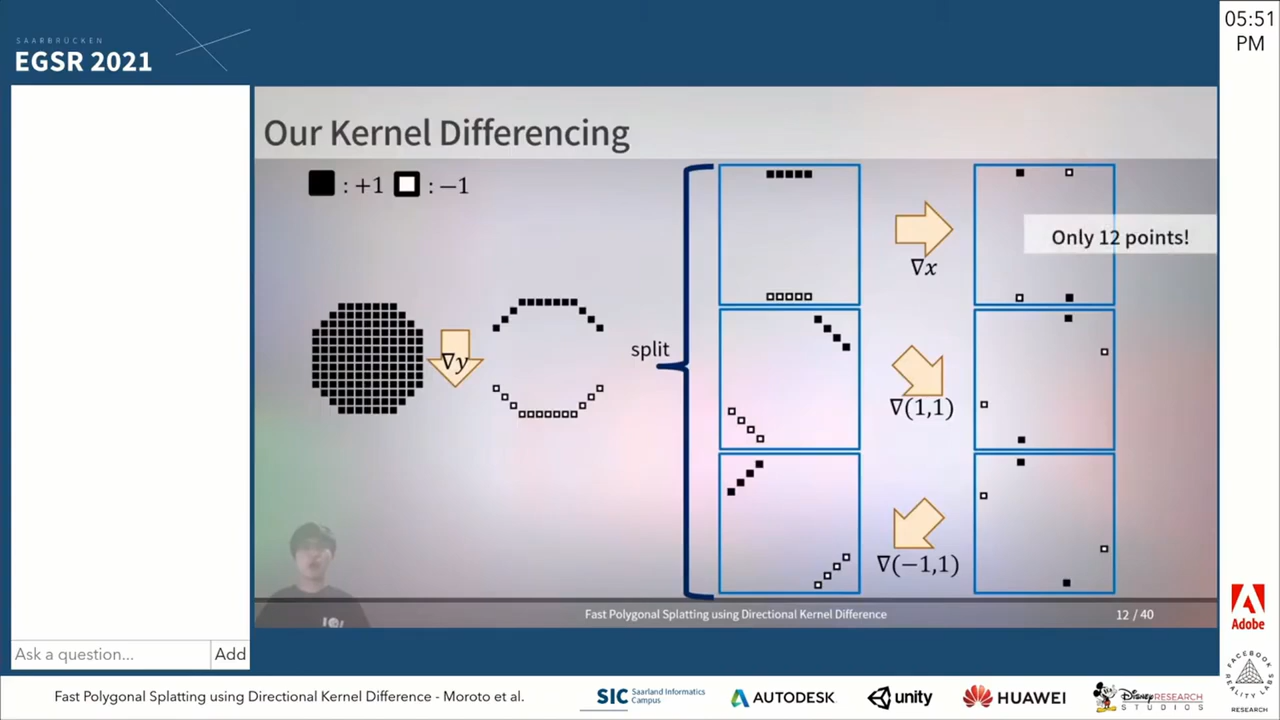 SAARBRÜCKEN
EGSR 2021
05:51
PM
Our Kernel Differencing
: +1 : −1
∇y
split
∇x
Only 12 points!
∇(1,1)
∇(−1,1)
Fast Polygonal Splatting using Directional Kernel Difference
12 / 40
Ask a question...
Add
Adobe
FACEBOOK
REALITY LABS
RESEARCH
Fast Polygonal Splatting using Directional Kernel Difference - Moroto et al.
SIC Saarland Informatics
Campus
AUTODESK
unity
HUAWEI
Disney RESEARCH
STUDIOS